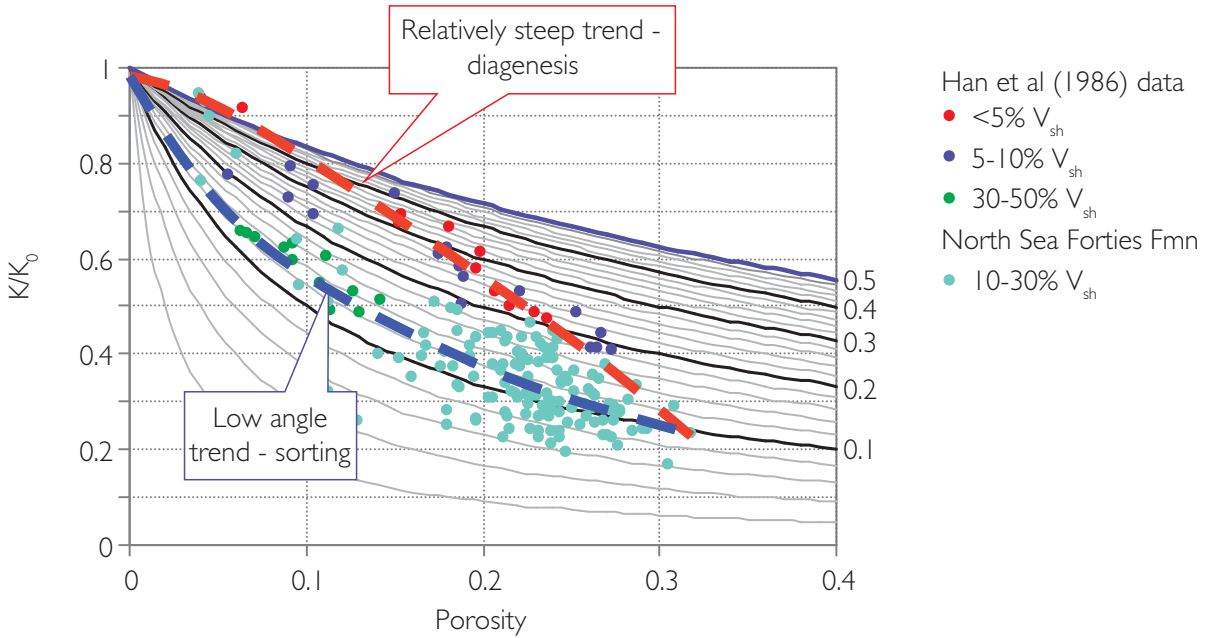 Relatively steep trend -
diagenesis
1
0.8
0.6
0.4
0.2
0
K/K0
0
0.1
0.2
0.3
0.4
Porosity
0.5
0.4
0.3
0.2
0.1
Low angle
trend - sorting
Han et al (1986) data
<5% Vsh
5-10% Vsh
30-50% Vsh
North Sea Forties Fmn
10-30% Vsh